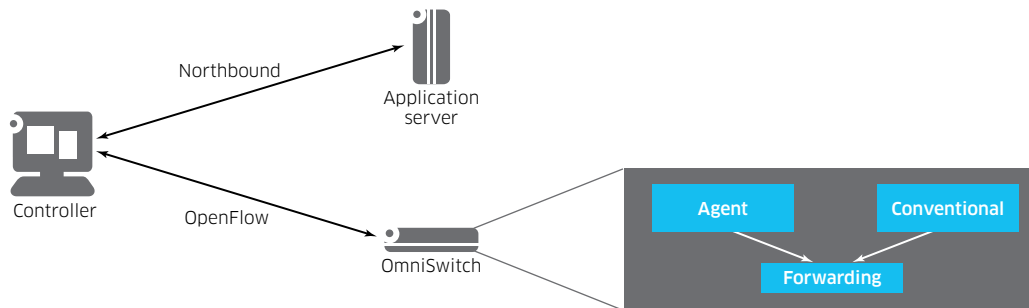 Northbound
Application
server
Controller
OpenFlow
OmniSwitch
Agent
Conventional
Forwarding